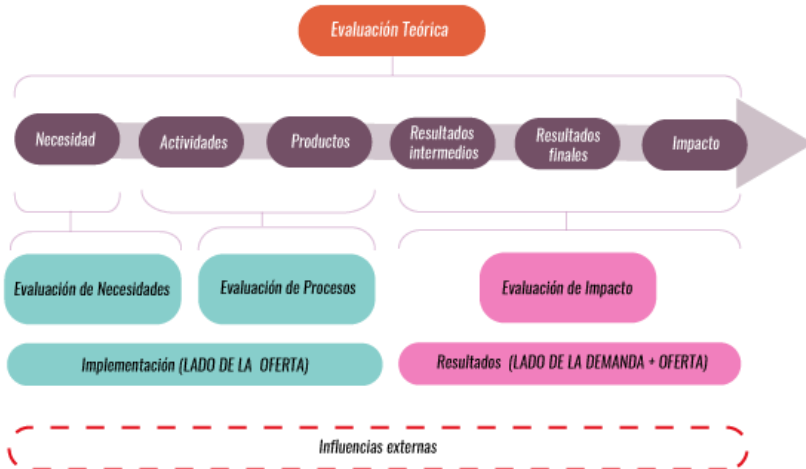 Evaluación Teórica
Necesidad
Actividades
Productos
Resultados
intermedios
Resultados
finales
Impacto
Evaluación de Necesidades
Evaluación de Procesos
Evaluación de Impacto
Implementación (LADO DE LA OFERTA)
Resultados (LADO DE LA DEMANDA + OFERTA)
Influencias externas